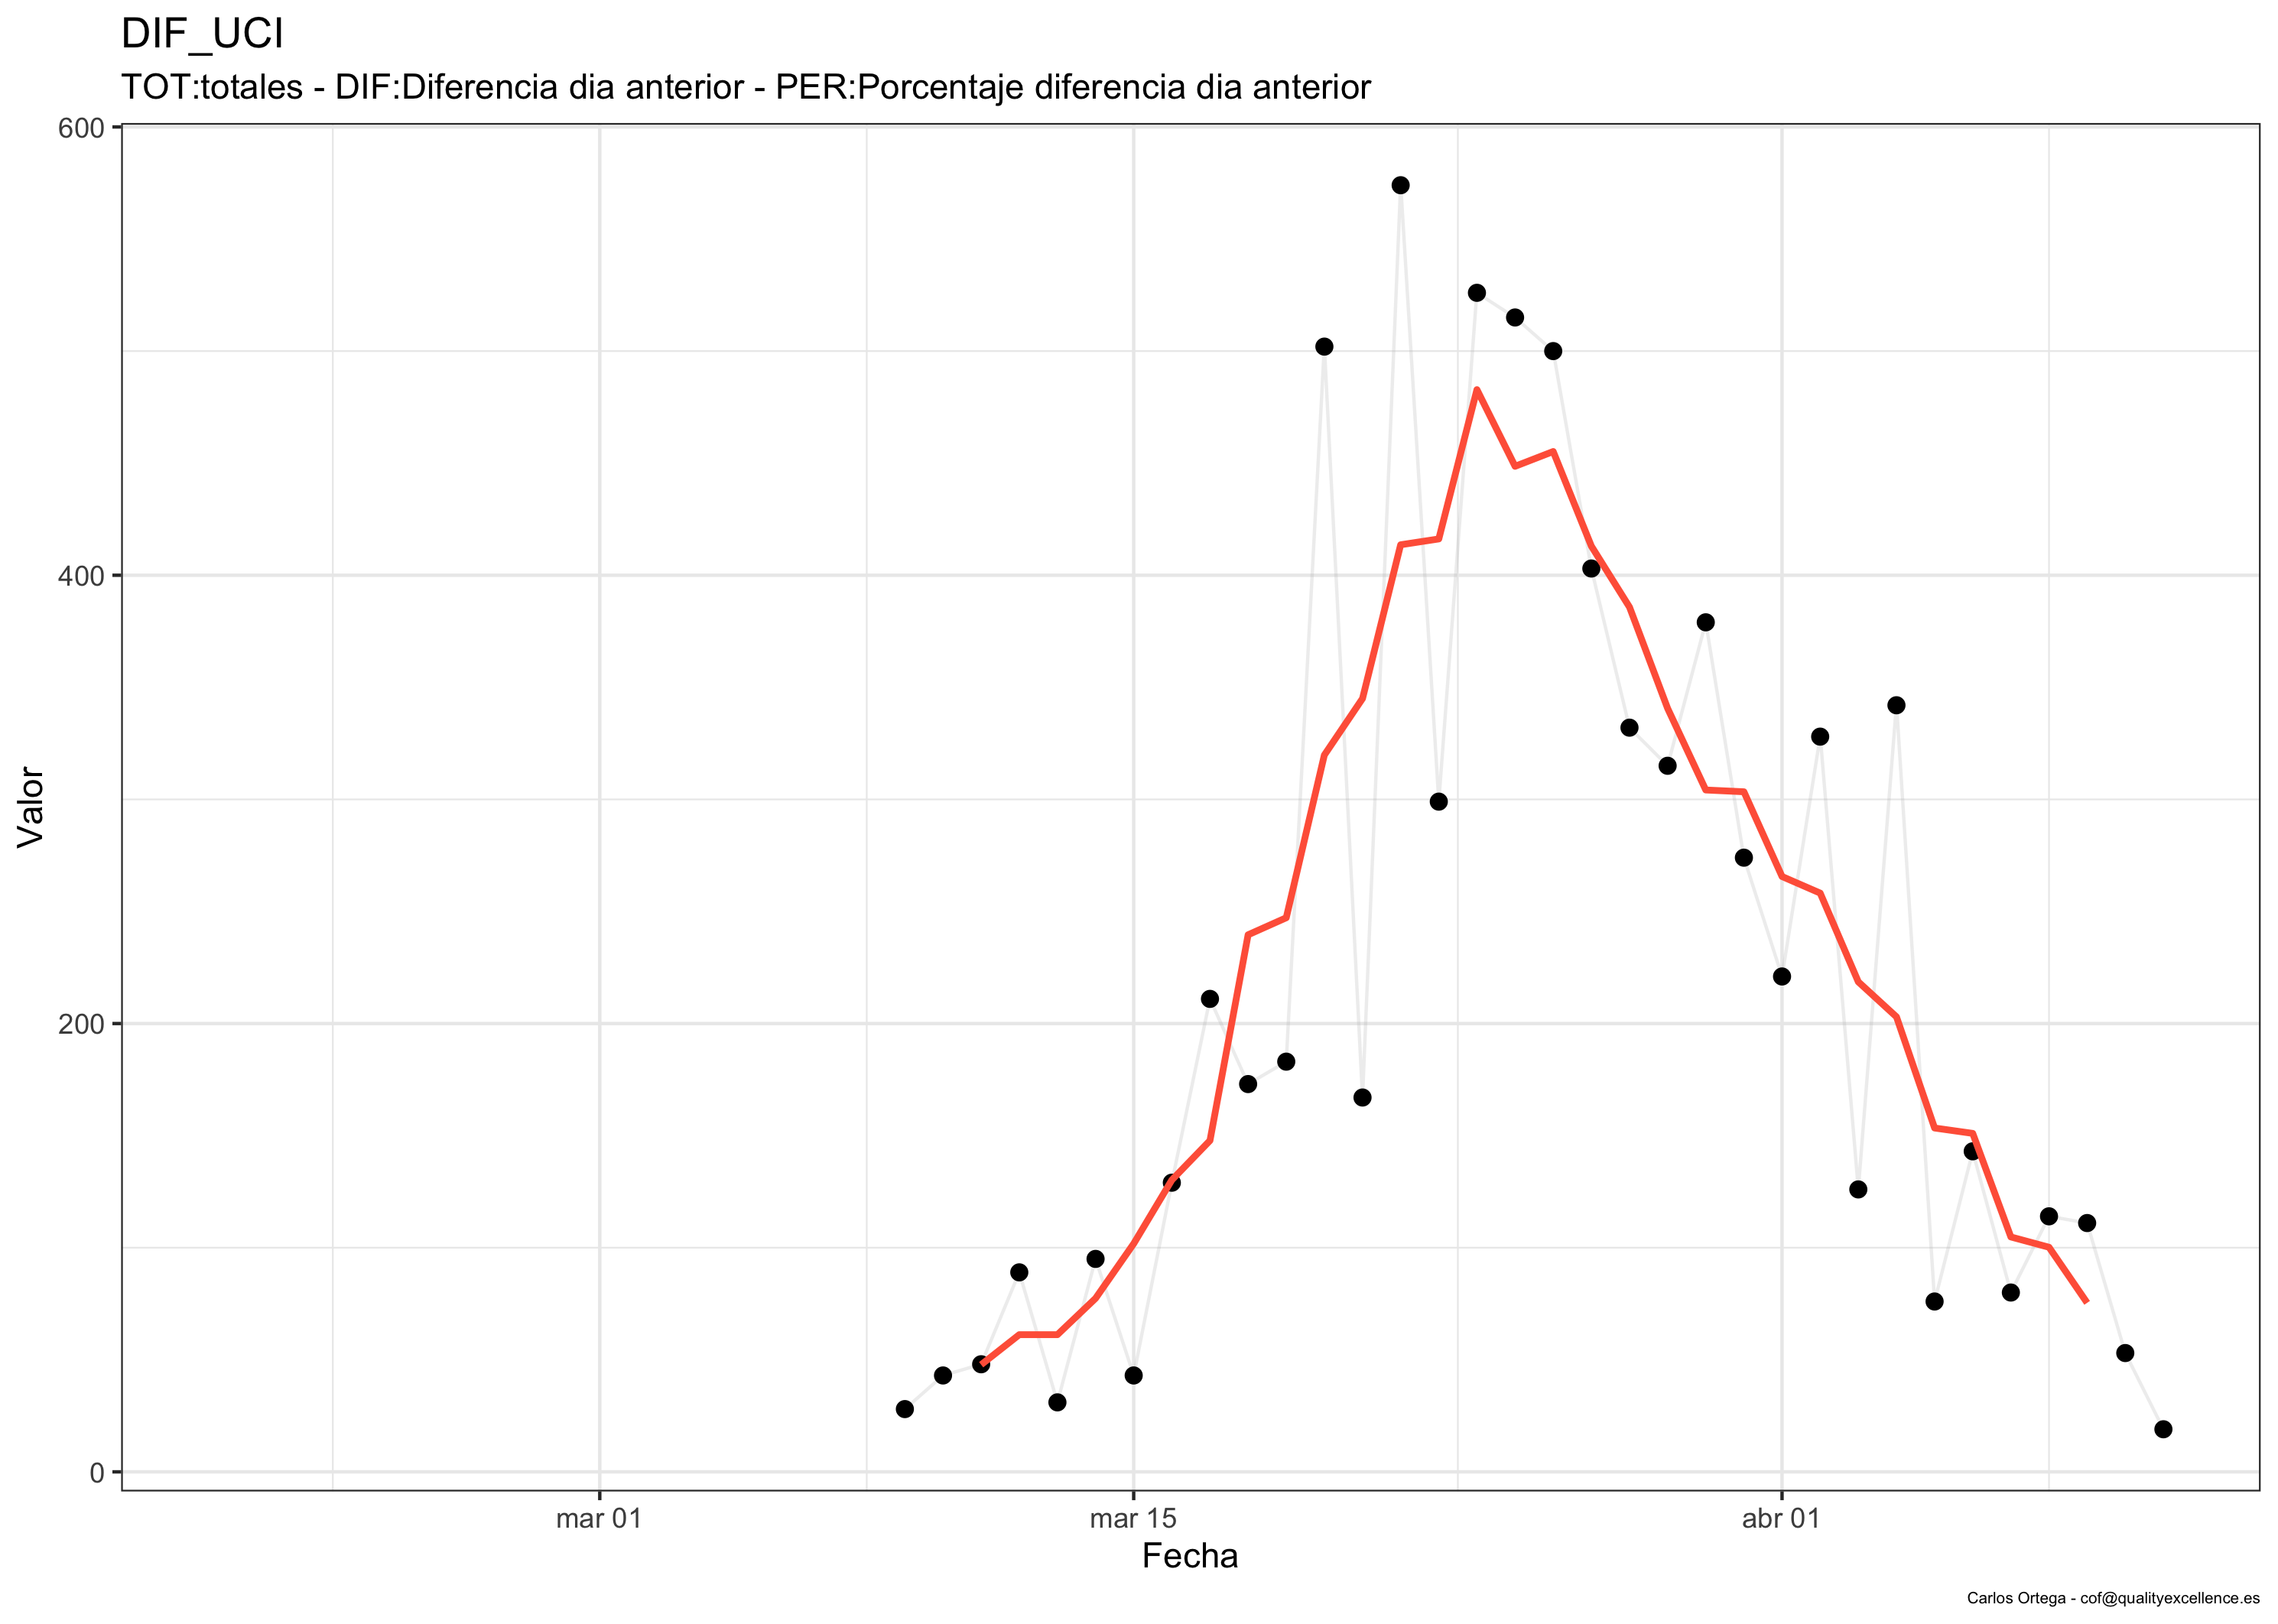 DIF_UCI
TOT:totales - DIF:Diferencia dia anterior - PER:Porcentaje diferencia dia anterior
600
400
200
0
Valor
mar 01
mar 15
abr 01
Fecha
Carlos Ortega - cof@qualityexcellence.es